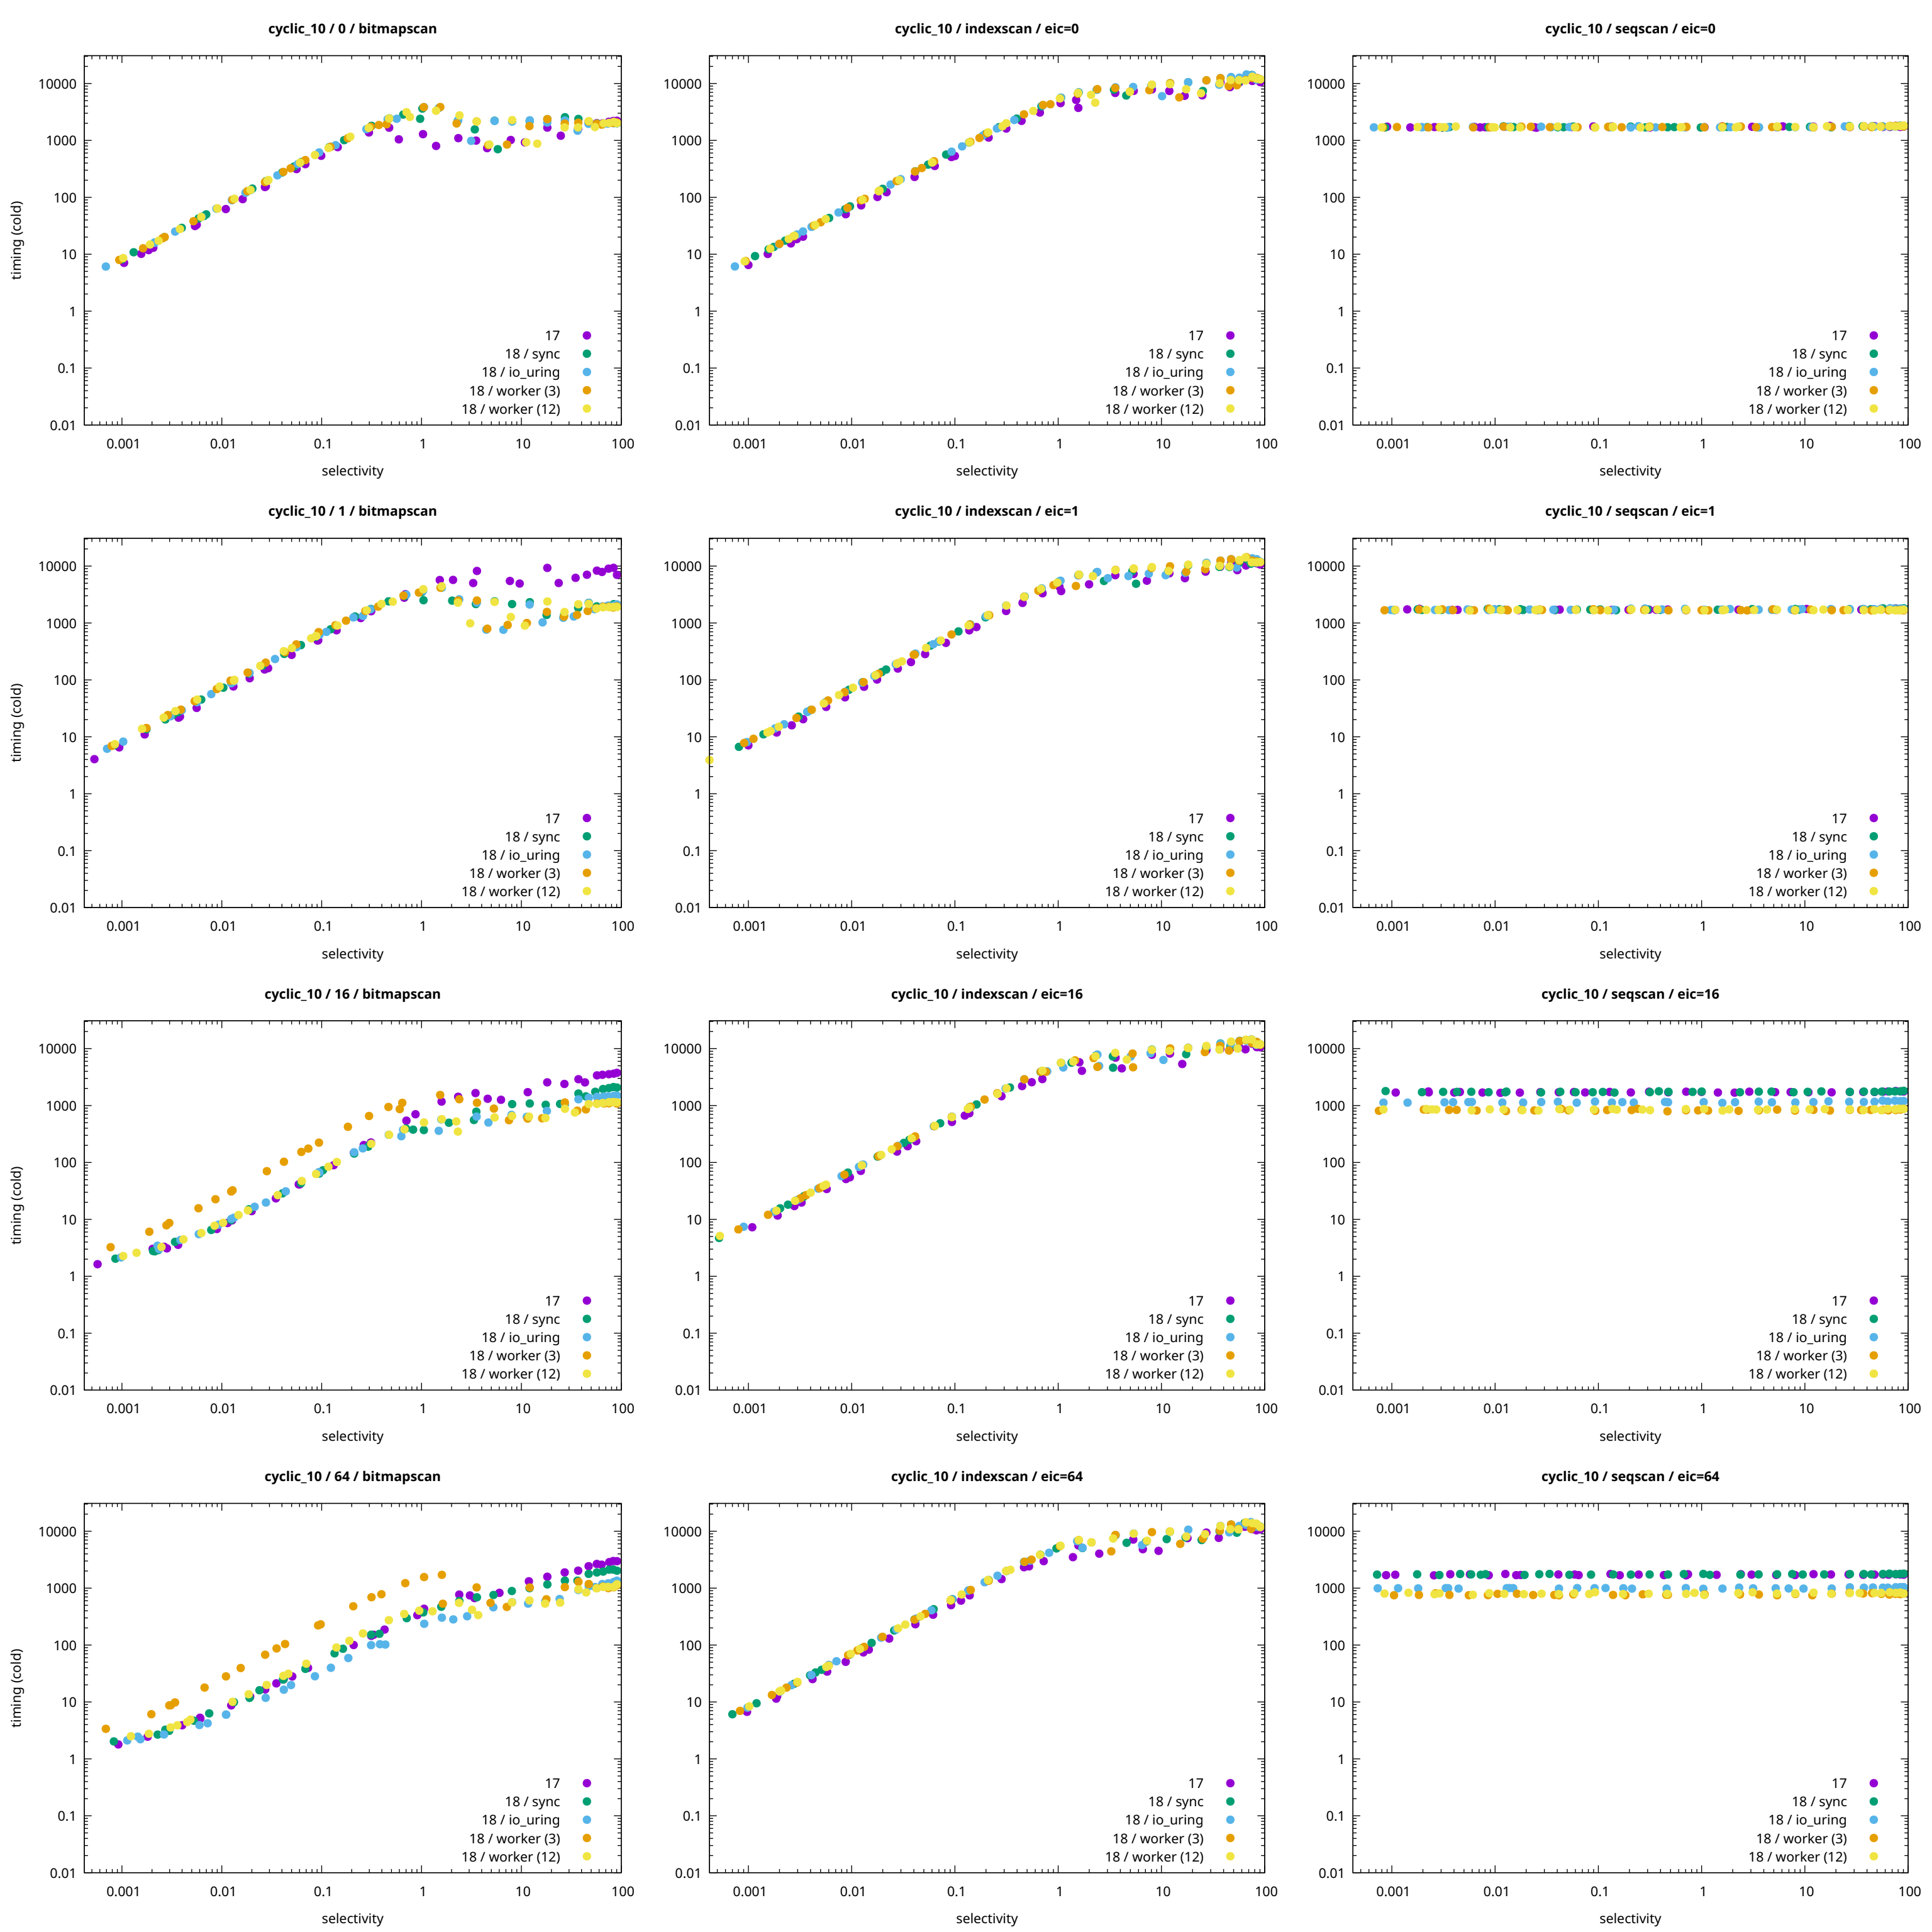 cyclic_10 / 0 / bitmapscan
10000
1000
100
10
1
0.1
0.01
timing (cold)
17
18 / sync
18 / io_uring
18 / worker (3)
18 / worker (12)
0.001 0.01 0.1 1 10 100
selectivity
cyclic_10 / indexscan / eic=0
10000
1000
100
10
1
0.1
0.01
17
18 / sync
18 / io_uring
18 / worker (3)
18 / worker (12)
0.001 0.01 0.1 1 10 100
selectivity
cyclic_10 / seqscan / eic=0
10000
1000
100
10
1
0.1
0.01
17
18 / sync
18 / io_uring
18 / worker (3)
18 / worker (12)
0.001 0.01 0.1 1 10 100
selectivity
cyclic_10 / 1 / bitmapscan
10000
1000
100
10
1
0.1
0.01
timing (cold)
17
18 / sync
18 / io_uring
18 / worker (3)
18 / worker (12)
0.001 0.01 0.1 1 10 100
selectivity
cyclic_10 / indexscan / eic=1
10000
1000
100
10
1
0.1
0.01
17
18 / sync
18 / io_uring
18 / worker (3)
18 / worker (12)
0.001 0.01 0.1 1 10 100
selectivity
cyclic_10 / seqscan / eic=1
10000
1000
100
10
1
0.1
0.01
17
18 / sync
18 / io_uring
18 / worker (3)
18 / worker (12)
0.001 0.01 0.1 1 10 100
selectivity
cyclic_10 / 16 / bitmapscan
10000
1000
100
10
1
0.1
0.01
timing (cold)
17
18 / sync
18 / io_uring
18 / worker (3)
18 / worker (12)
0.001 0.01 0.1 1 10 100
selectivity
cyclic_10 / indexscan / eic=16
10000
1000
100
10
1
0.1
0.01
17
18 / sync
18 / io_uring
18 / worker (3)
18 / worker (12)
0.001 0.01 0.1 1 10 100
selectivity
cyclic_10 / seqscan / eic=16
10000
1000
100
10
1
0.1
0.01
17
18 / sync
18 / io_uring
18 / worker (3)
18 / worker (12)
0.001 0.01 0.1 1 10 100
selectivity
cyclic_10 / 64 / bitmapscan
10000
1000
100
10
1
0.1
0.01
timing (cold)
17
18 / sync
18 / io_uring
18 / worker (3)
18 / worker (12)
0.001 0.01 0.1 1 10 100
selectivity
cyclic_10 / indexscan / eic=64
10000
1000
100
10
1
0.1
0.01
17
18 / sync
18 / io_uring
18 / worker (3)
18 / worker (12)
0.001 0.01 0.1 1 10 100
selectivity
cyclic_10 / seqscan / eic=64
10000
1000
100
10
1
0.1
0.01
17
18 / sync
18 / io_uring
18 / worker (3)
18 / worker (12)
0.001 0.01 0.1 1 10 100
selectivity